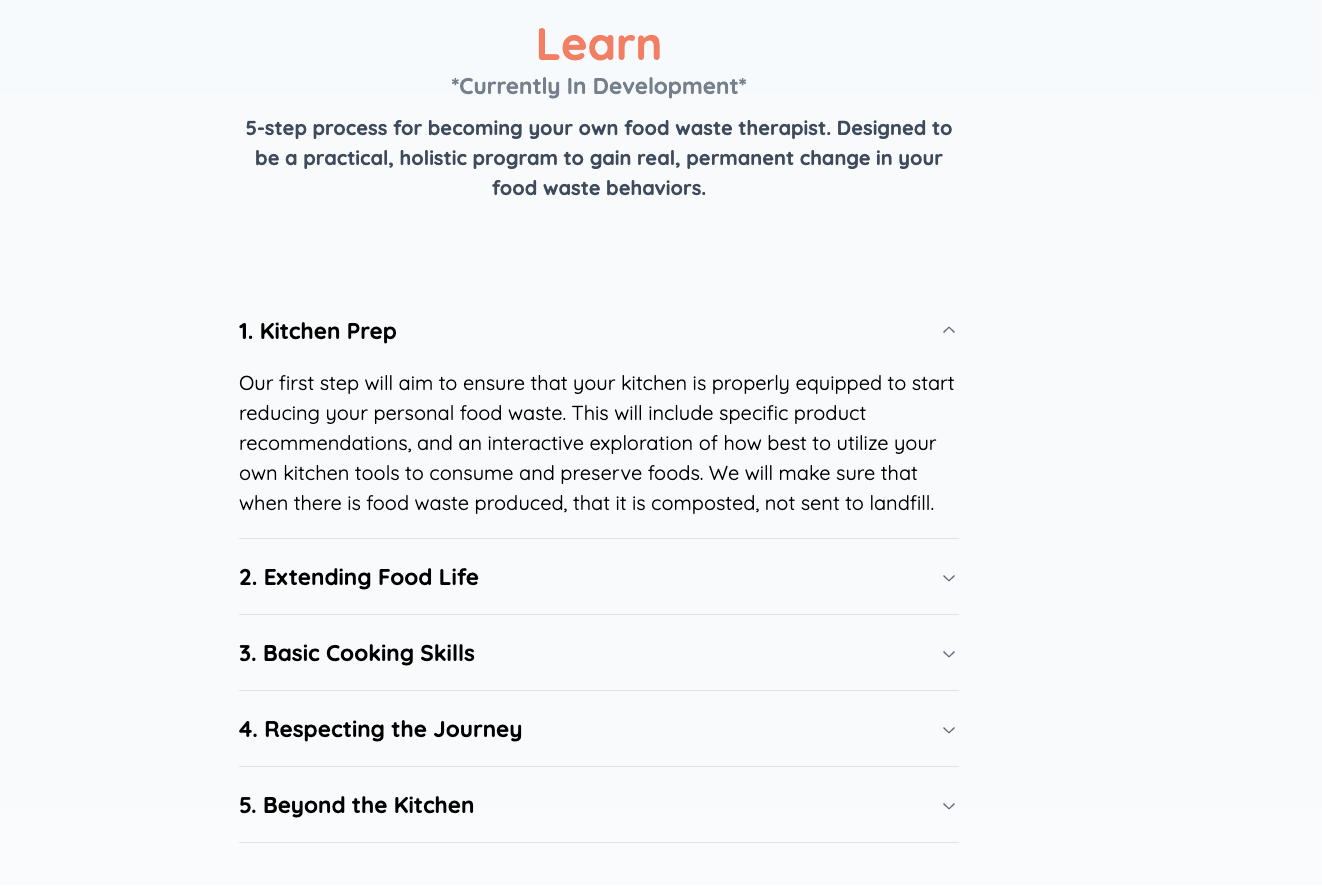 Learn
*Currently In Development*
5-step process for becoming your own food waste therapist. Designed to
be a practical, holistic program to gain real, permanent change in your
food waste behaviors.
1. Kitchen Prep
Our first step will aim to ensure that your kitchen is properly equipped to start
reducing your personal food waste. This will include specific product
recommendations, and an interactive exploration of how best to utilize your
own kitchen tools to consume and preserve foods. We will make sure that
when there is food waste produced, that it is composted, not sent to landfill.
2. Extending Food Life
3. Basic Cooking Skills
4. Respecting the Journey
5. Beyond the Kitchen